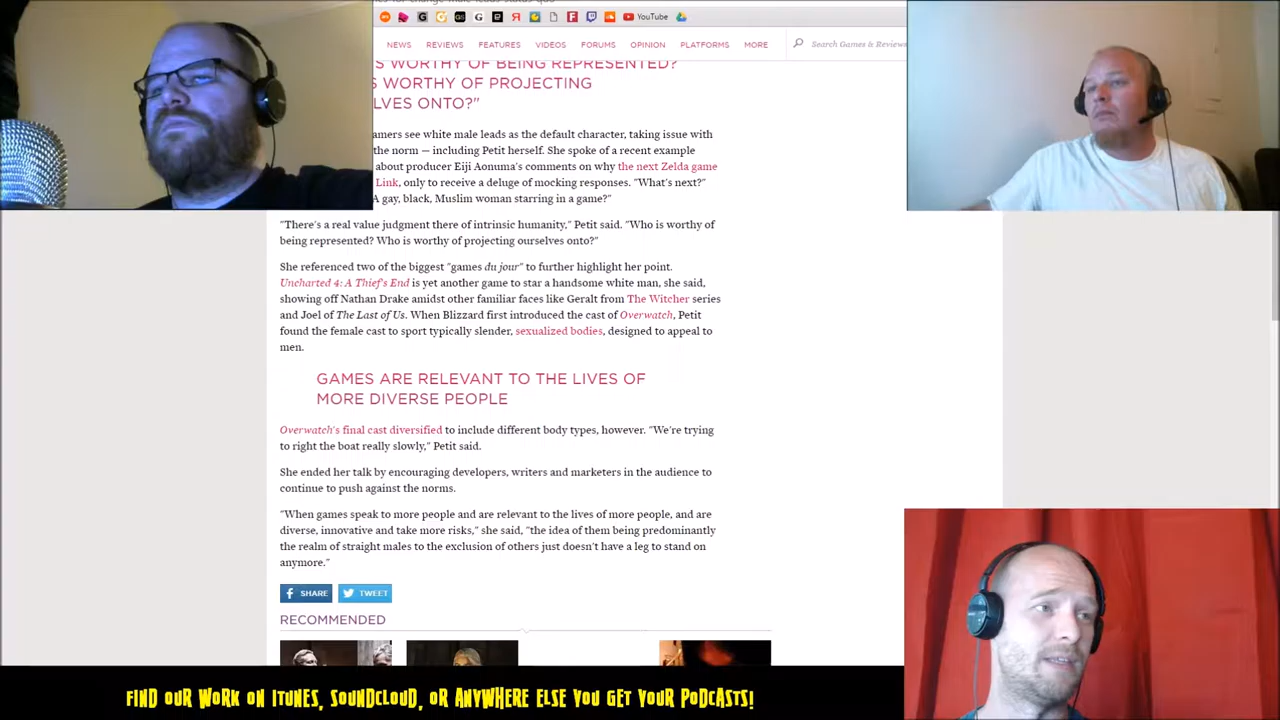 YouTube
NEWS REVIEWS FEATURES VIDEOS FORUMS OPINION PLATFORMS MORE Search Games & Reviews
S WORTHY OF BEING REPRESENTED?
S WORTHY OF PROJECTING
LVES ONTO?"
amers see white male leads as the default character, taking issue with
the norm — including Petit herself. She spoke of a recent example
about producer Eiji Aonuma's comments on why the next Zelda game
Link, only to receive a deluge of mocking responses. "What's next?"
A gay, black, Muslim woman starring in a game?"
"There's a real value judgment there of intrinsic humanity," Petit said. "Who is worthy of
being represented? Who is worthy of projecting ourselves onto?"
She referenced two of the biggest "games du jour" to further highlight her point.
Uncharted 4: A Thief's End is yet another game to star a handsome white man, she said,
showing off Nathan Drake amidst other familiar faces like Geralt from The Witcher series
and Joel of The Last of Us. When Blizzard first introduced the cast of Overwatch, Petit
found the female cast to sport typically slender, sexualized bodies, designed to appeal to
men.
GAMES ARE RELEVANT TO THE LIVES OF
MORE DIVERSE PEOPLE
Overwatch's final cast diversified to include different body types, however. "We're trying
to right the boat really slowly," Petit said.
She ended her talk by encouraging developers, writers and marketers in the audience to
continue to push against the norms.
"When games speak to more people and are relevant to the lives of more people, and are
diverse, innovative and take more risks," she said, "the idea of them being predominantly
the realm of straight males to the exclusion of others just doesn't have a leg to stand on
anymore."
SHARE TWEET
RECOMMENDED
FIND OUR WORK ON ITUNES, SOUNDCLOUD, OR ANYWHERE ELSE YOU GET YOUR PODCASTS!